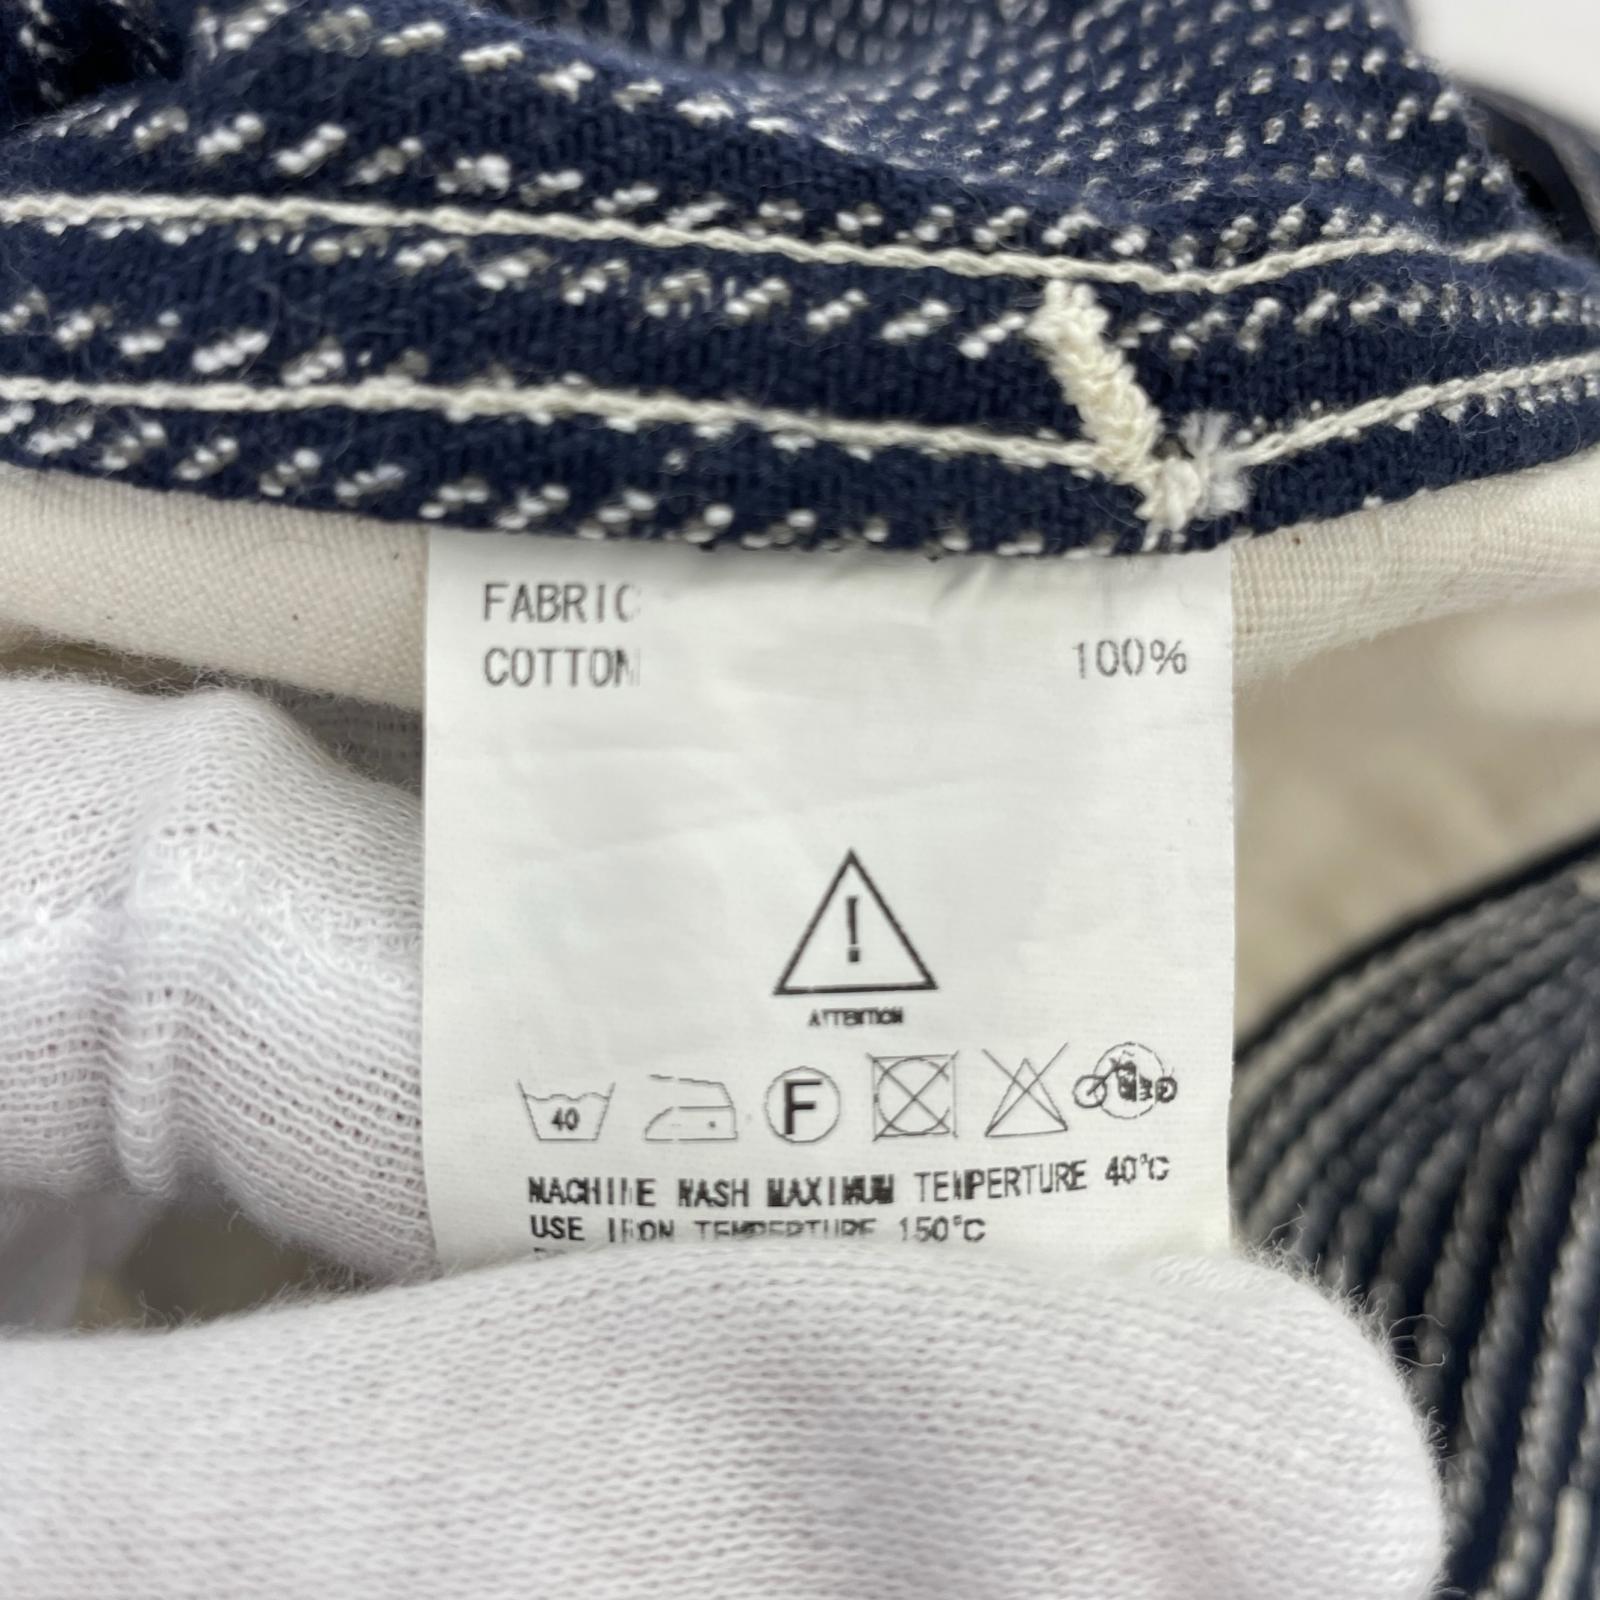 FABRIC
COTTON 100%
!
ATTENTION
40
F
MACHINE WASH MAXIMUM TEMPERTURE 40°C
USE IRON TEMPERTURE 150°C